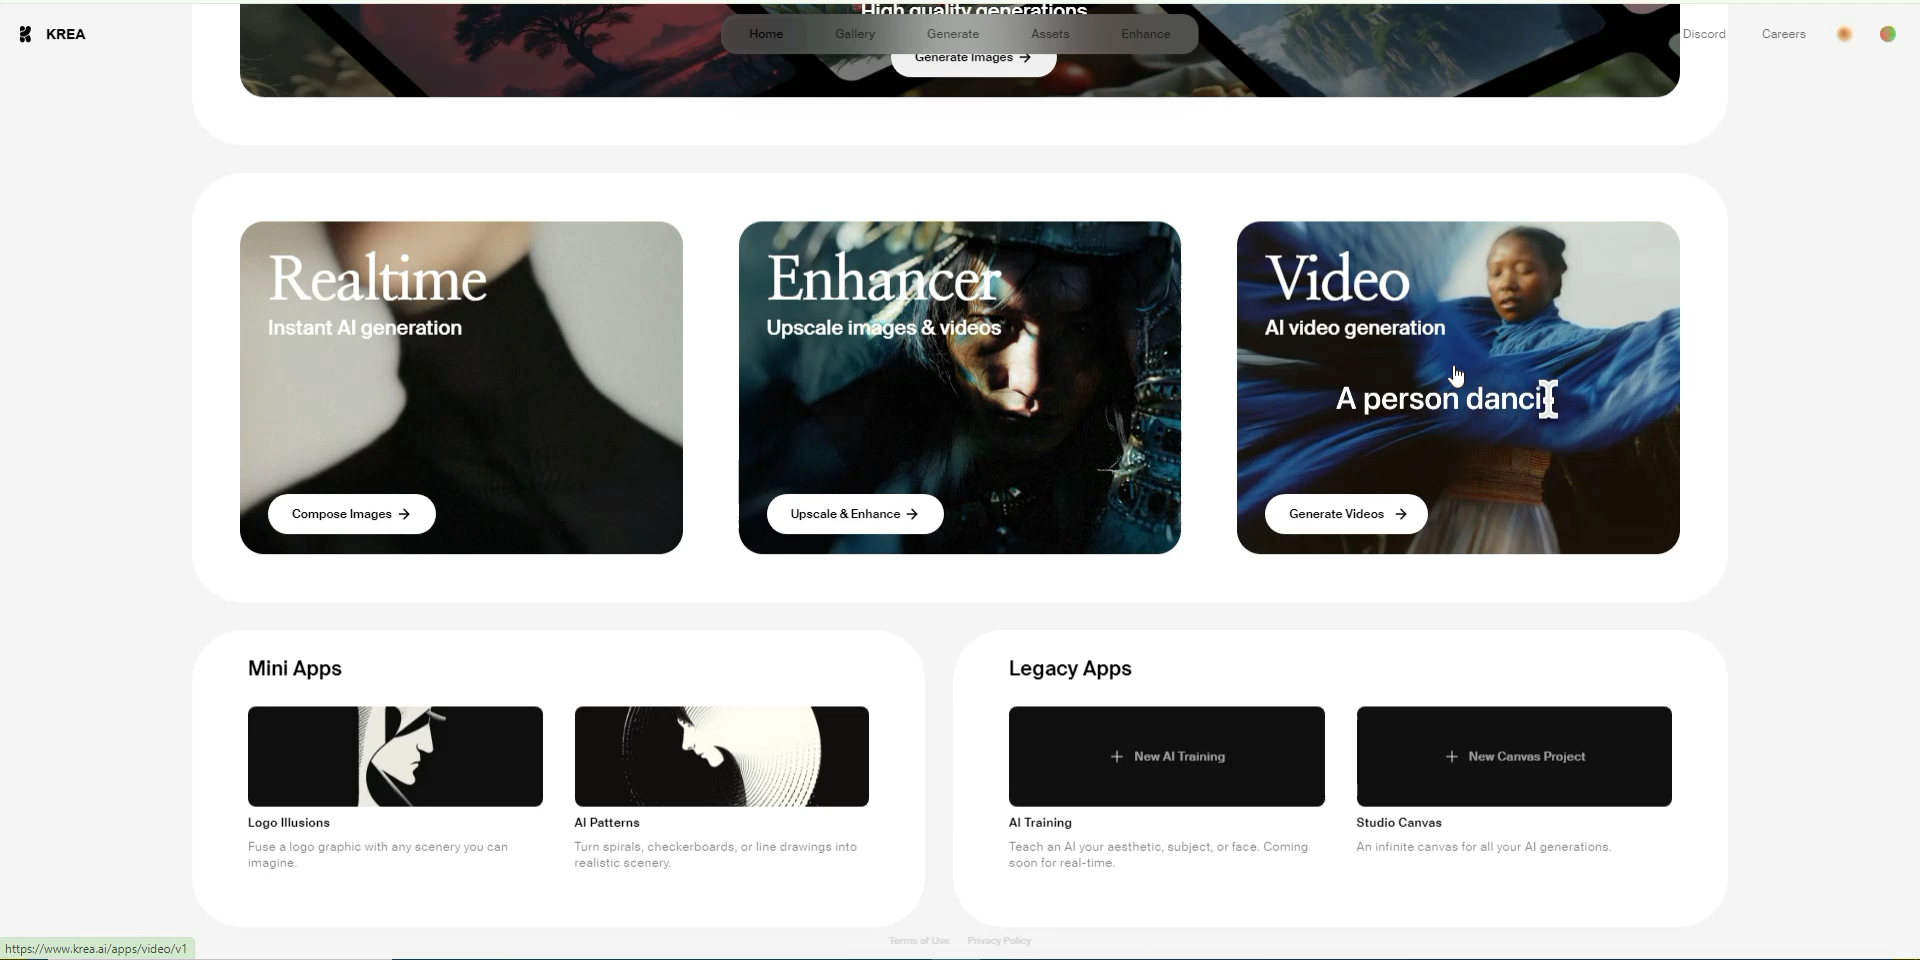 High quality generations
KREA
Home
Gallery
Generate
Assets
Enhance
Discord
Careers
Generate Images →
Realtime
Instant AI generation
Compose Images →
Enhancer
Upscale images & videos
Upscale & Enhance →
Video
AI video generation
A person danci
Generate Videos →
Mini Apps
Logo Illusions
Fuse a logo graphic with any scenery you can
imagine.
AI Patterns
Turn spirals, checkerboards, or line drawings into
realistic scenery.
Legacy Apps
+ New AI Training
AI Training
Teach an AI your aesthetic, subject, or face. Coming
soon for real-time.
+ New Canvas Project
Studio Canvas
An infinite canvas for all your AI generations.
Terms of Use
Privacy Policy
https://www.krea.ai/apps/video/v1